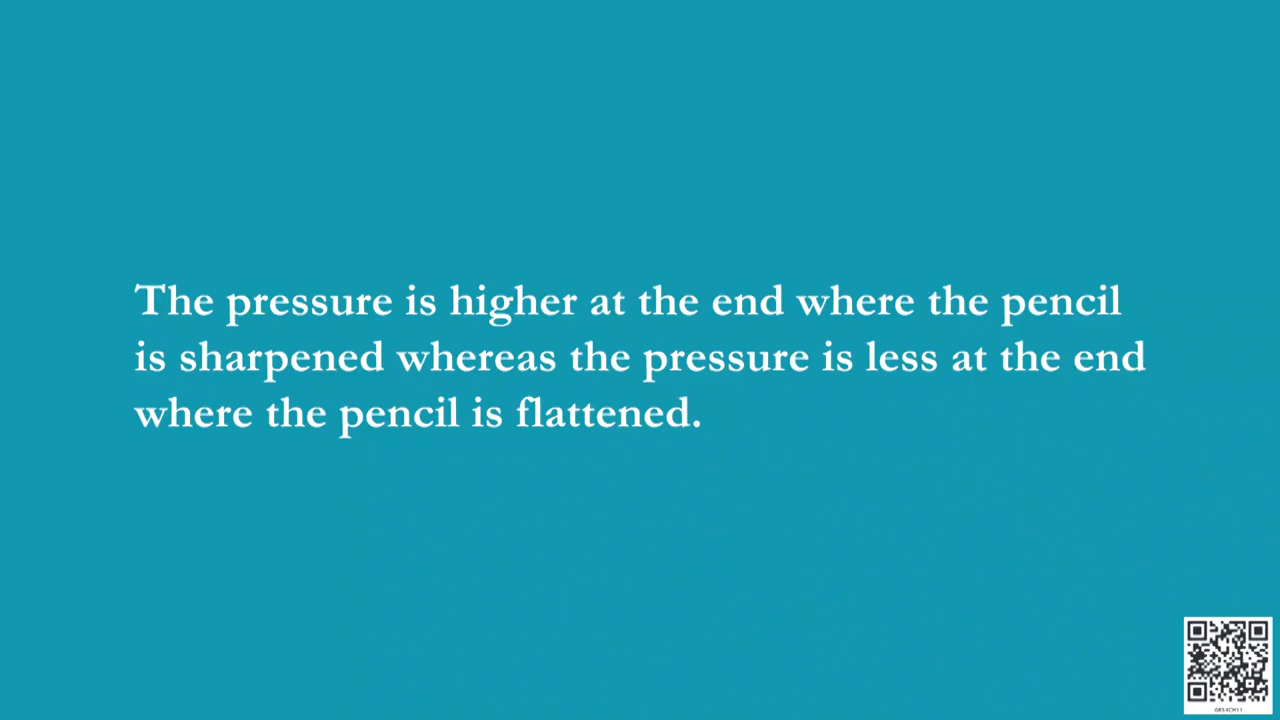 The pressure is higher at the end where the pencil
is sharpened whereas the pressure is less at the end
where the pencil is flattened.